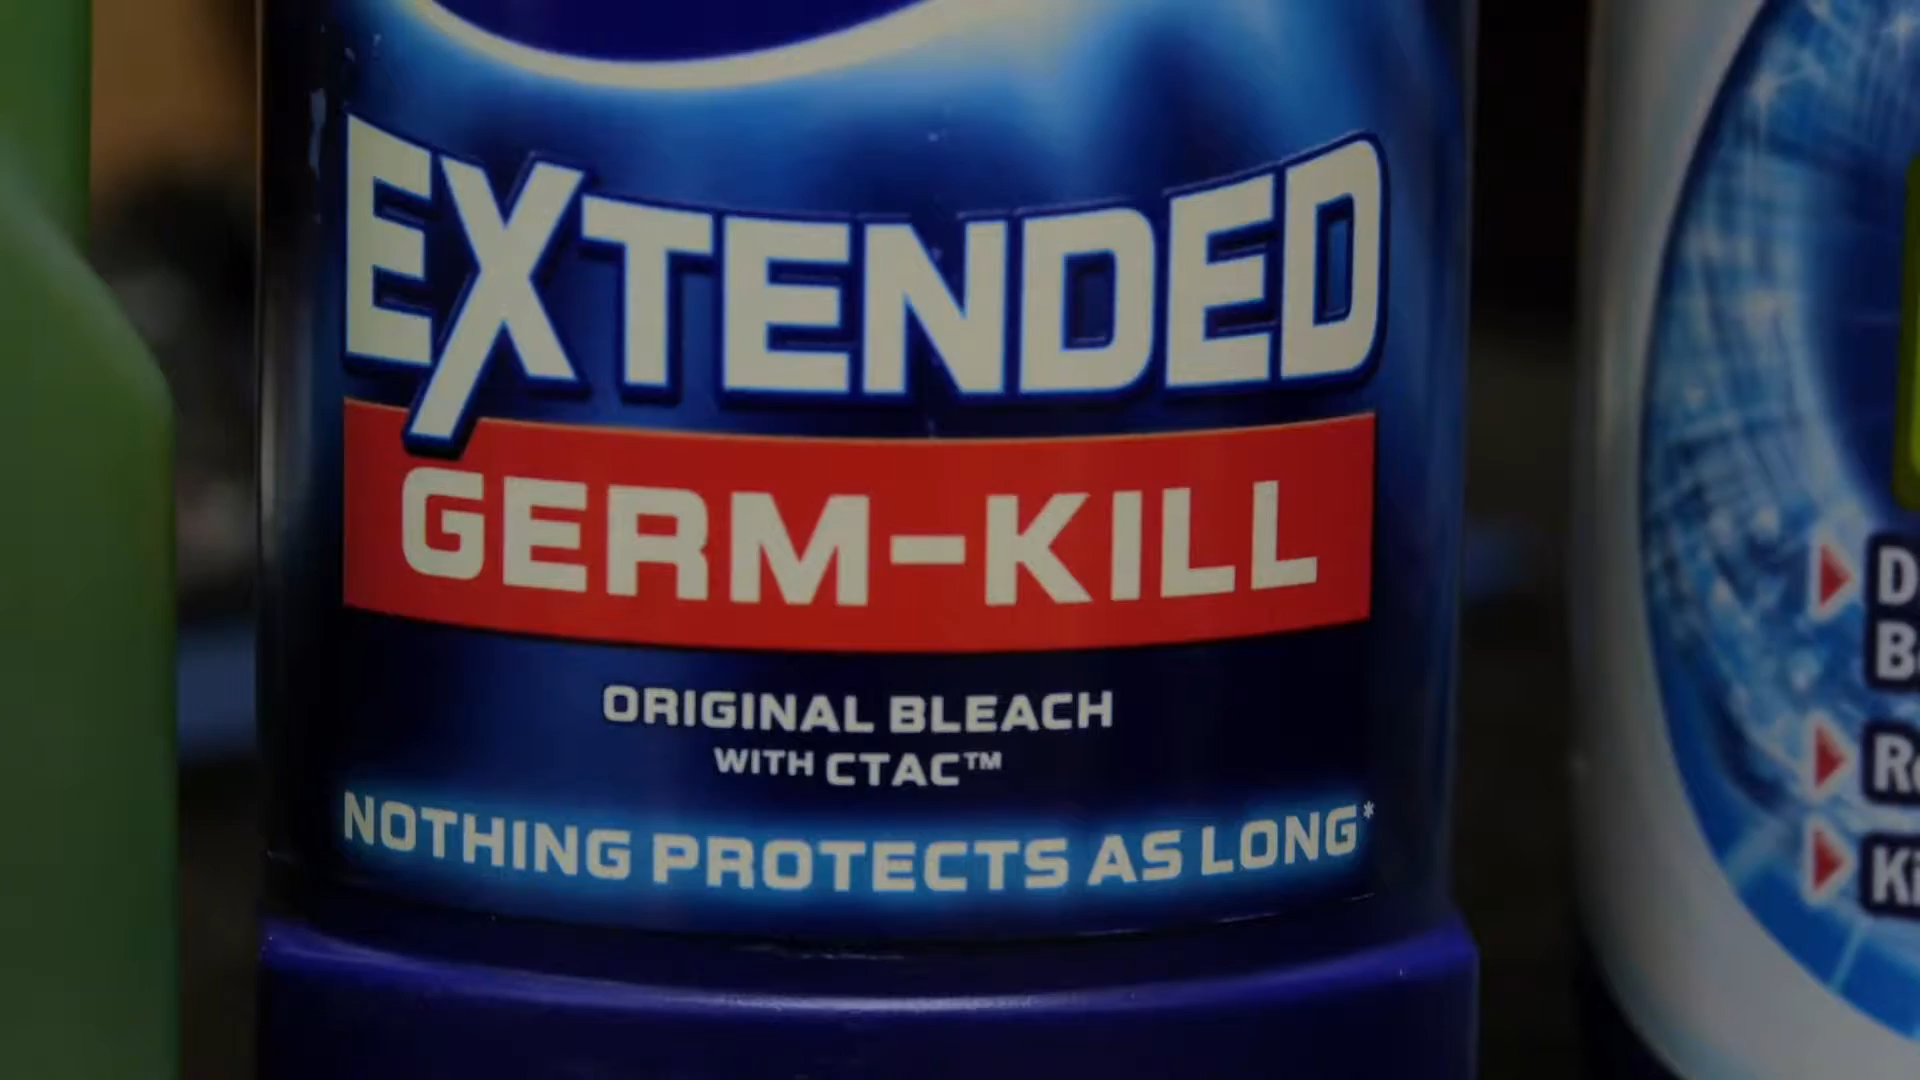 EXTENDED
GERM-KILL
ORIGINAL BLEACH
WITH CTAC™
NOTHING PROTECTS AS LONG*